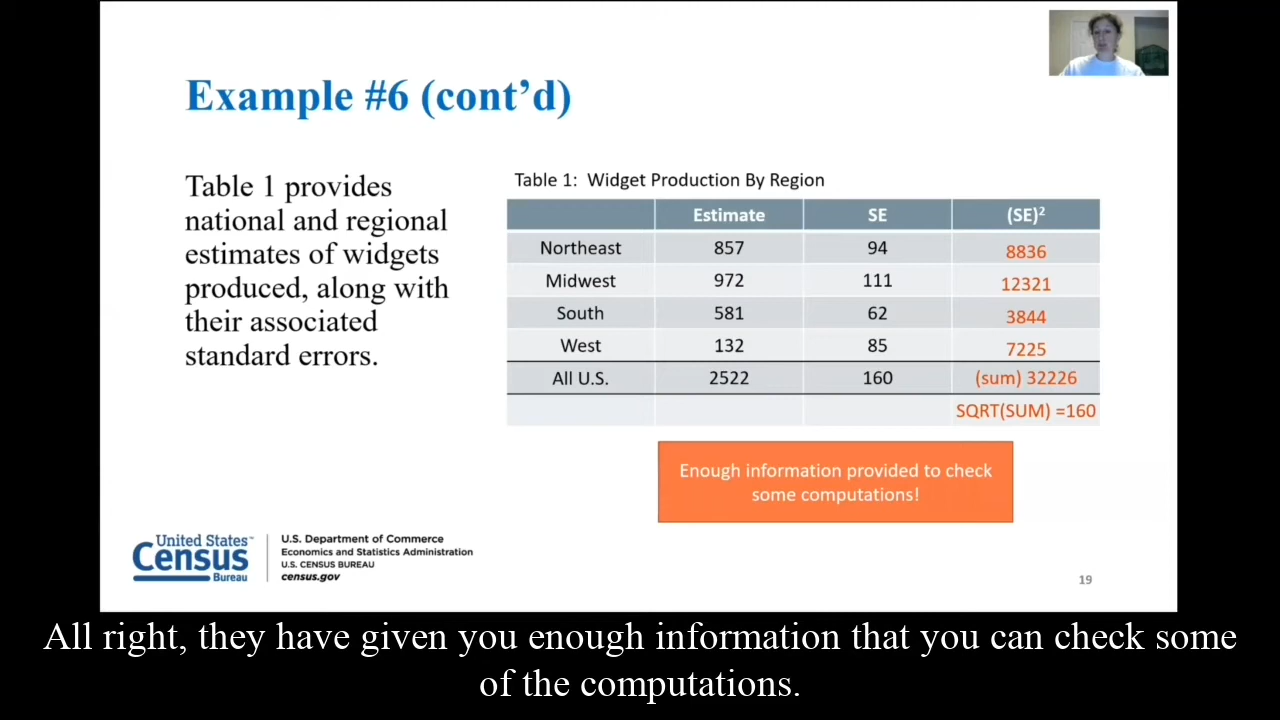 Example #6 (cont’d)
Table 1 provides
national and regional
estimates of widgets
produced, along with
their associated
standard errors.
Table 1: Widget Production By Region
Estimate SE (SE)²
Northeast 857 94 8836
Midwest 972 111 12321
South 581 62 3844
West 132 85 7225
All U.S. 2522 160 (sum) 32226
SQRT(SUM) =160
Enough information provided to check
some computations!
United States™
Census
Bureau
U.S. Department of Commerce
Economics and Statistics Administration
U.S. CENSUS BUREAU
census.gov
19
All right, they have given you enough information that you can check some
of the computations.